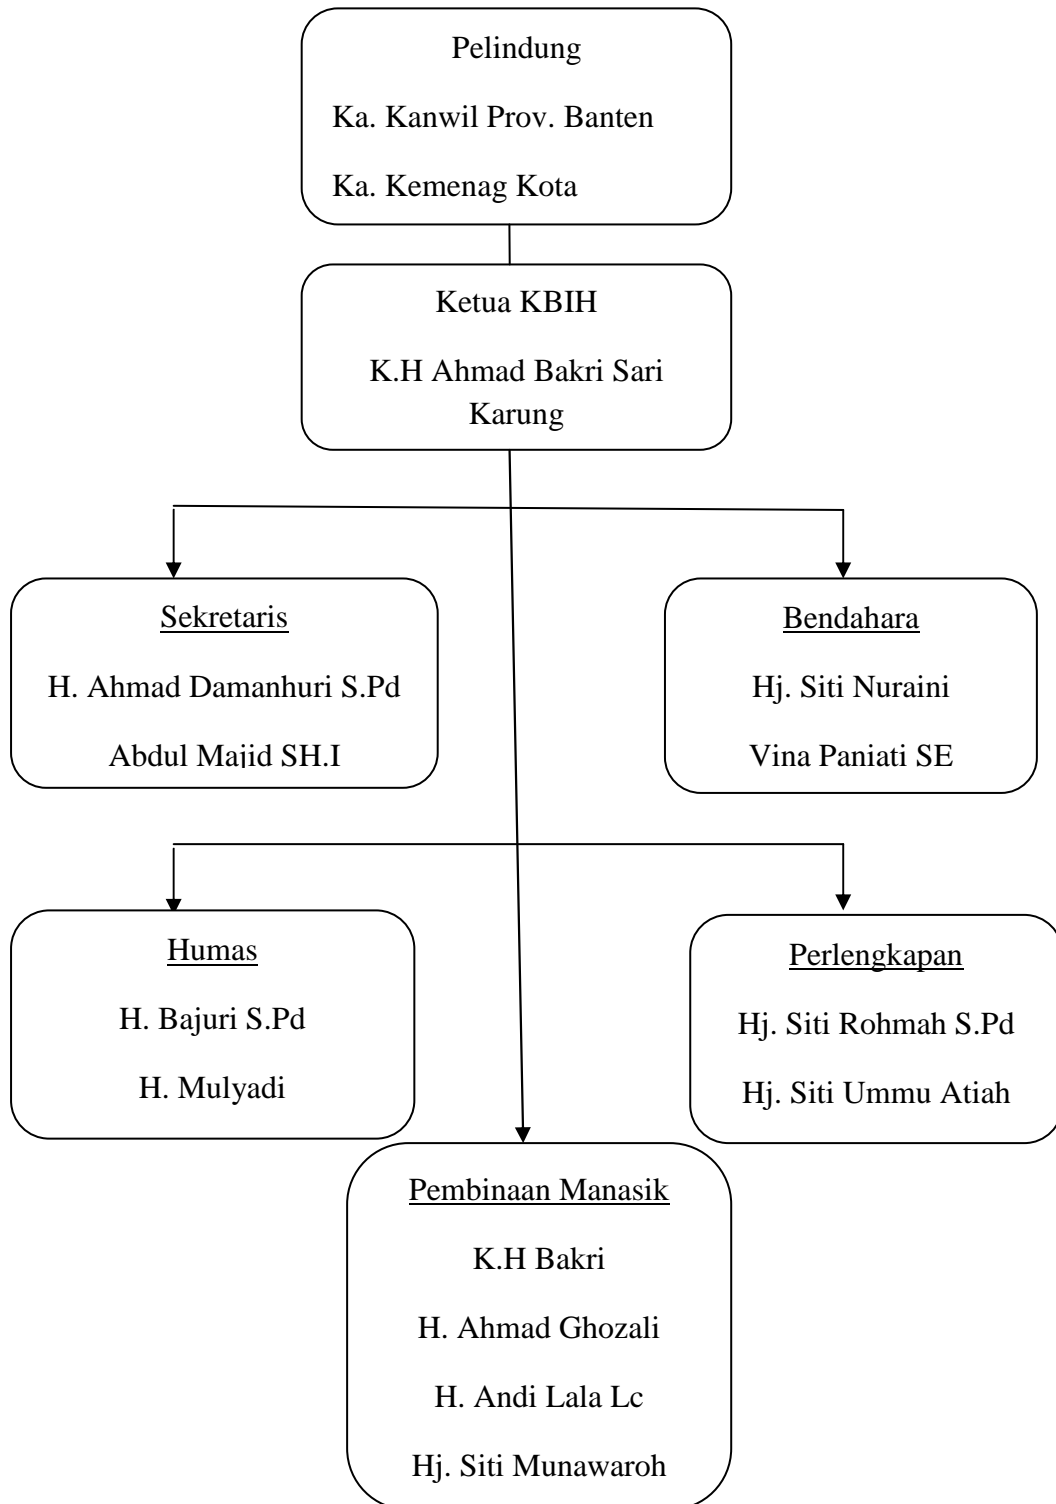 Pelindung
Ka. Kanwil Prov. Banten
Ka. Kemenag Kota
Ketua KBIH
K.H Ahmad Bakri Sari
Karung
Sekretaris
H. Ahmad Damanhuri S.Pd
Abdul Majid SH.I
Bendahara
Hj. Siti Nuraini
Vina Paniati SE
Humas
H. Bajuri S.Pd
H. Mulyadi
Perlengkapan
Hj. Siti Rohmah S.Pd
Hj. Siti Ummu Atiah
Pembinaan Manasik
K.H Bakri
H. Ahmad Ghozali
H. Andi Lala Lc
Hj. Siti Munawaroh